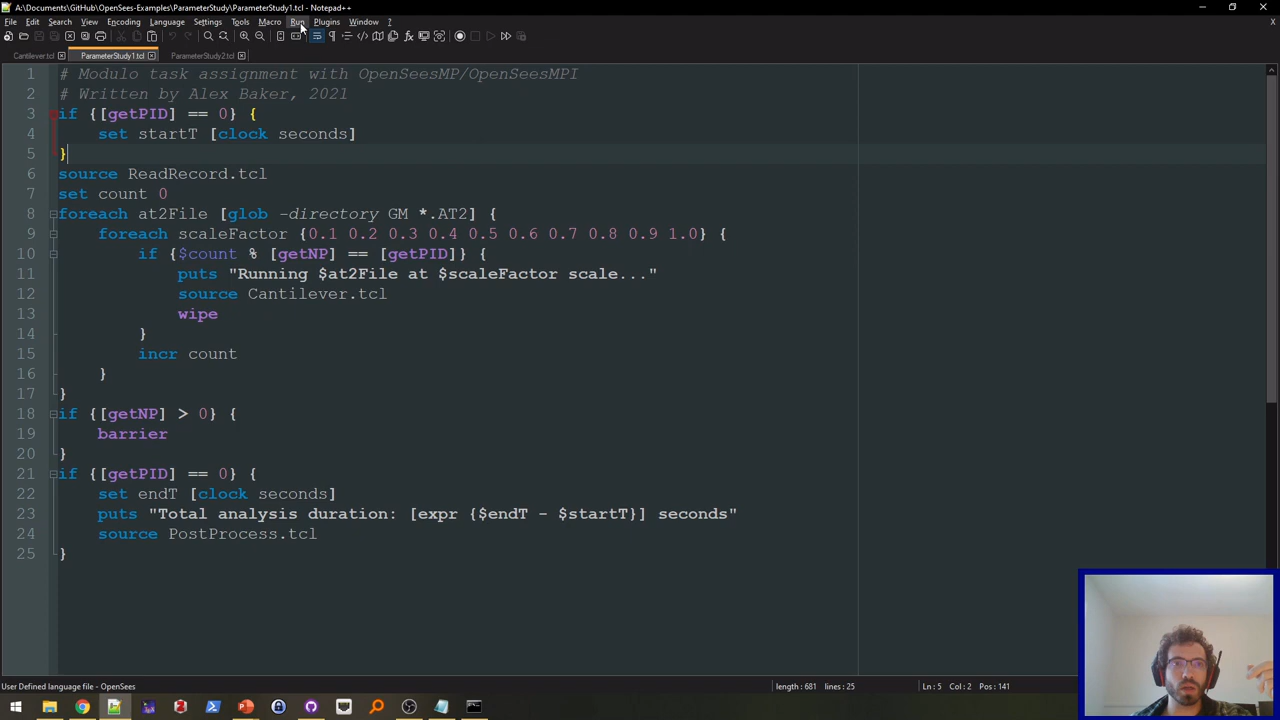 A:\Documents\GitHub\OpenSees-Examples\ParameterStudy\ParameterStudy1.tcl - Notepad++
File Edit Search View Encoding Language Settings Tools Macro Run Plugins Window ?
Cantilever.tcl ParameterStudy1.tcl ParameterStudy2.tcl
1 # Modulo task assignment with OpenSeesMP/OpenSeesMPI
2 # Written by Alex Baker, 2021
3 if {[getPID] == 0} {
4 set startT [clock seconds]
5 }
6 source ReadRecord.tcl
7 set count 0
8 foreach at2File [glob -directory GM *.AT2] {
9 foreach scaleFactor {0.1 0.2 0.3 0.4 0.5 0.6 0.7 0.8 0.9 1.0} {
10 if {$count % [getNP] == [getPID]} {
11 puts "Running $at2File at $scaleFactor scale..."
12 source Cantilever.tcl
13 wipe
14 }
15 incr count
16 }
17 }
18 if {[getNP] > 0} {
19 barrier
20 }
21 if {[getPID] == 0} {
22 set endT [clock seconds]
23 puts "Total analysis duration: [expr {$endT - $startT}] seconds"
24 source PostProcess.tcl
25 }
User Defined language file - OpenSees length : 681 lines : 25 Ln : 5 Col : 2 Pos : 141